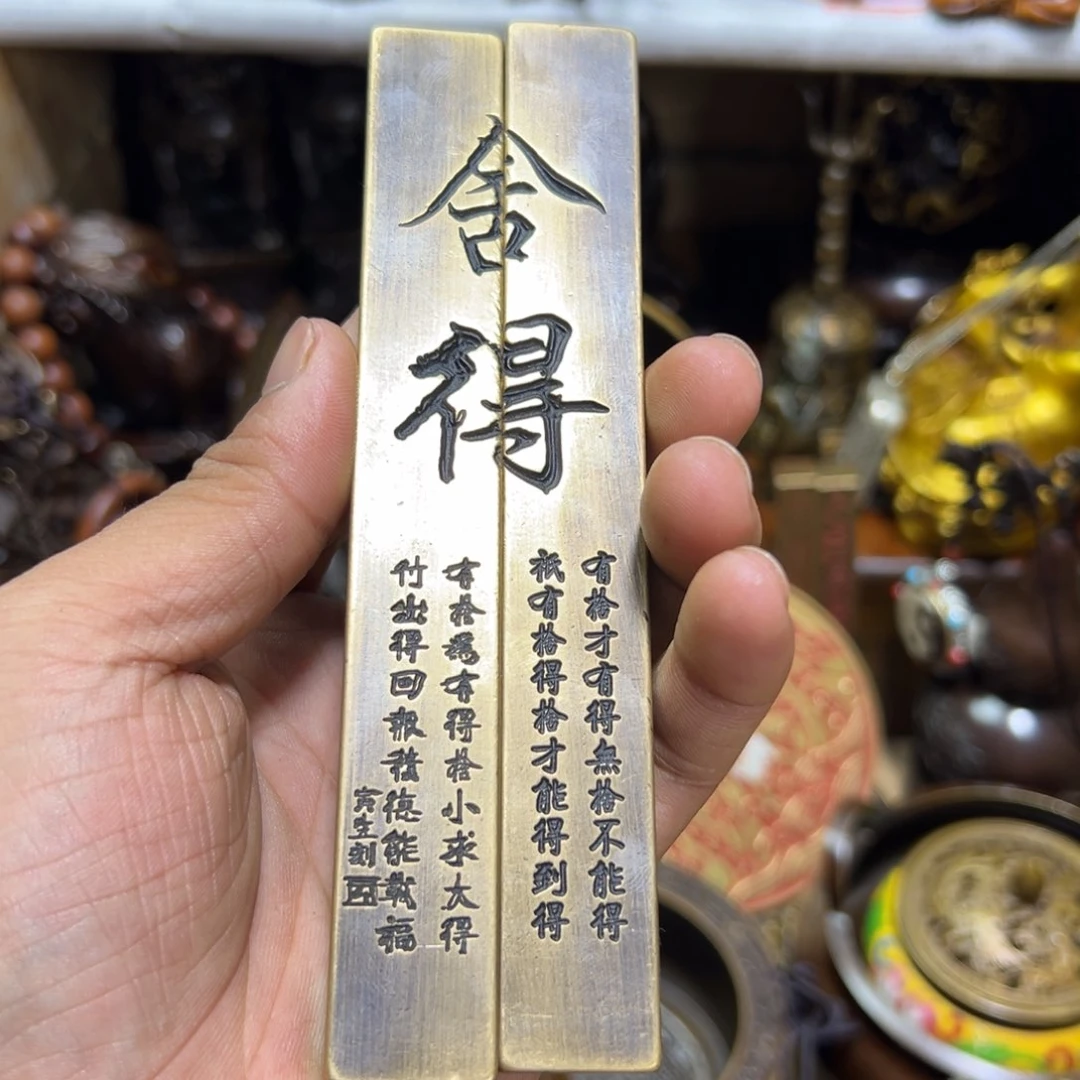 舍得
有捨才有得無捨不能得
祇有捨得捨才能得到得
有捨為有得捨小求大得
付出得回報積德能載福
寅生刻